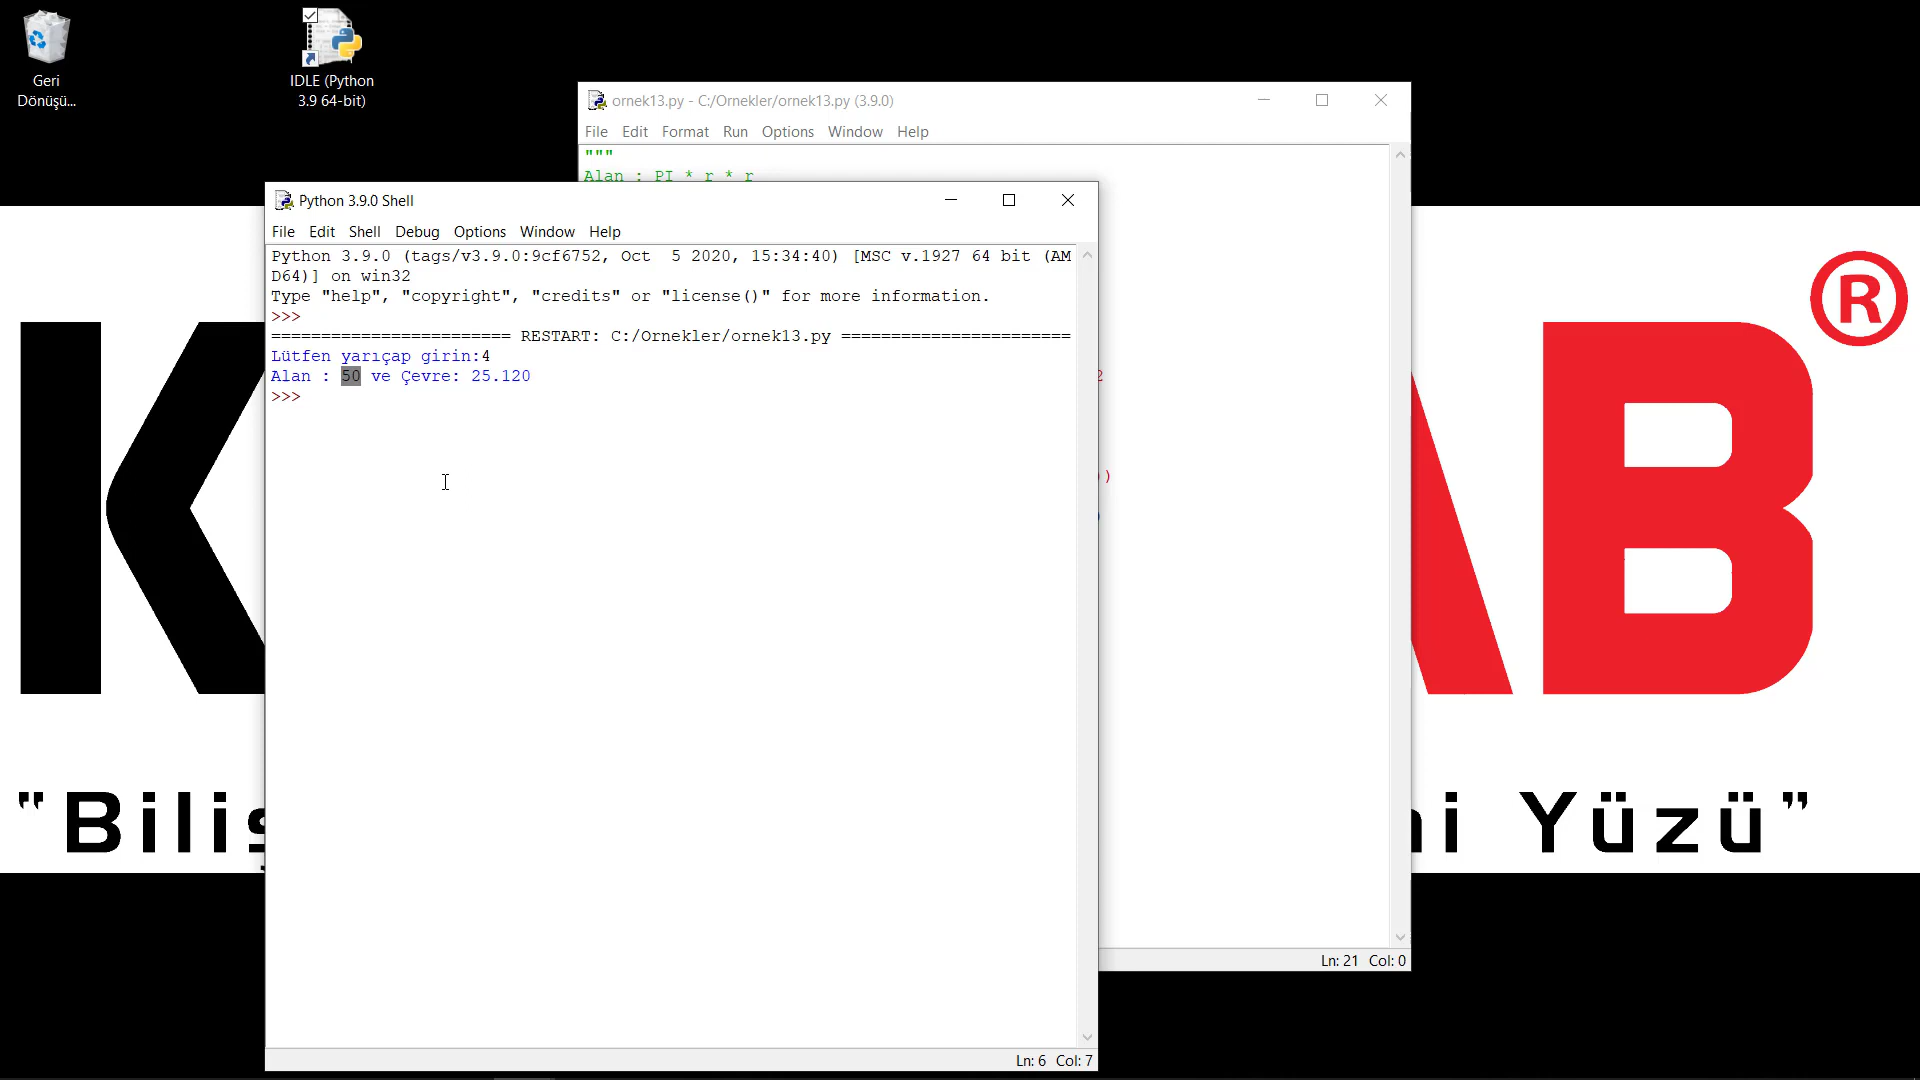 Geri
Dönüşü...
IDLE (Python
3.9 64-bit)
ornek13.py - C:/Ornekler/ornek13.py (3.9.0)
File Edit Format Run Options Window Help
"""
Alan : PI * r * r
Python 3.9.0 Shell
File Edit Shell Debug Options Window Help
Python 3.9.0 (tags/v3.9.0:9cf6752, Oct  5 2020, 15:34:40) [MSC v.1927 64 bit (AM
D64)] on win32
Type "help", "copyright", "credits" or "license()" for more information.
>>>
======================== RESTART: C:/Ornekler/ornek13.py =======================
Lütfen yarıçap girin:4
Alan : 50 ve Çevre: 25.120
>>>
2
)
Ln: 21 Col: 0
Ln: 6 Col: 7
K B ®
"Biliş i Yüzü"